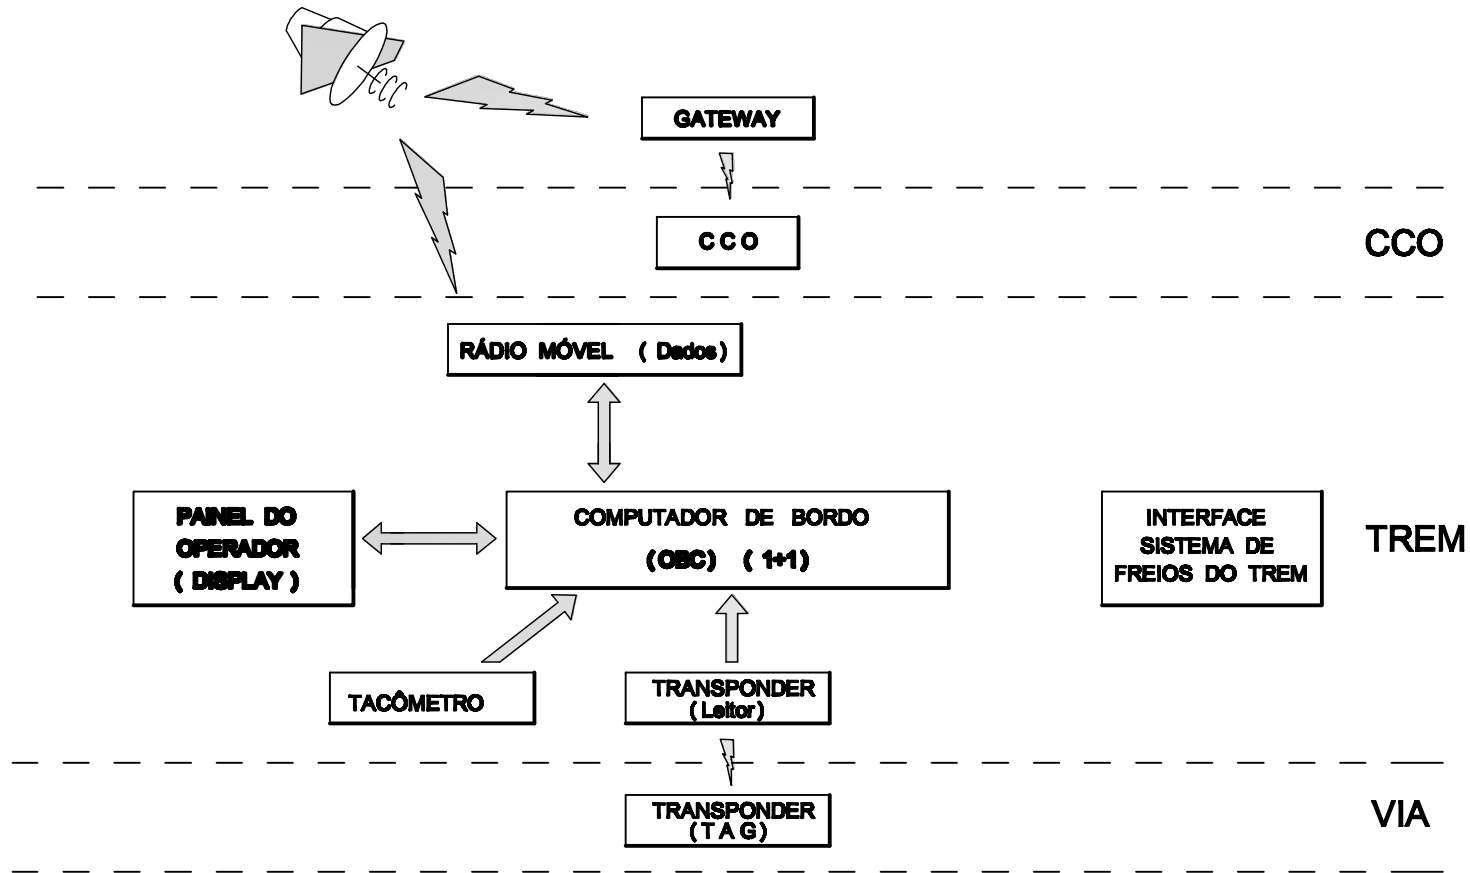 GATEWAY
C C O
CCO
RÁDIO MÓVEL ( Dados )
PAINEL DO
OPERADOR
( DISPLAY )
COMPUTADOR DE BORDO
(OBC) ( 1+1)
INTERFACE
SISTEMA DE
FREIOS DO TREM
TREM
TACÔMETRO
TRANSPONDER
( Leitor )
TRANSPONDER
( T A G )
VIA